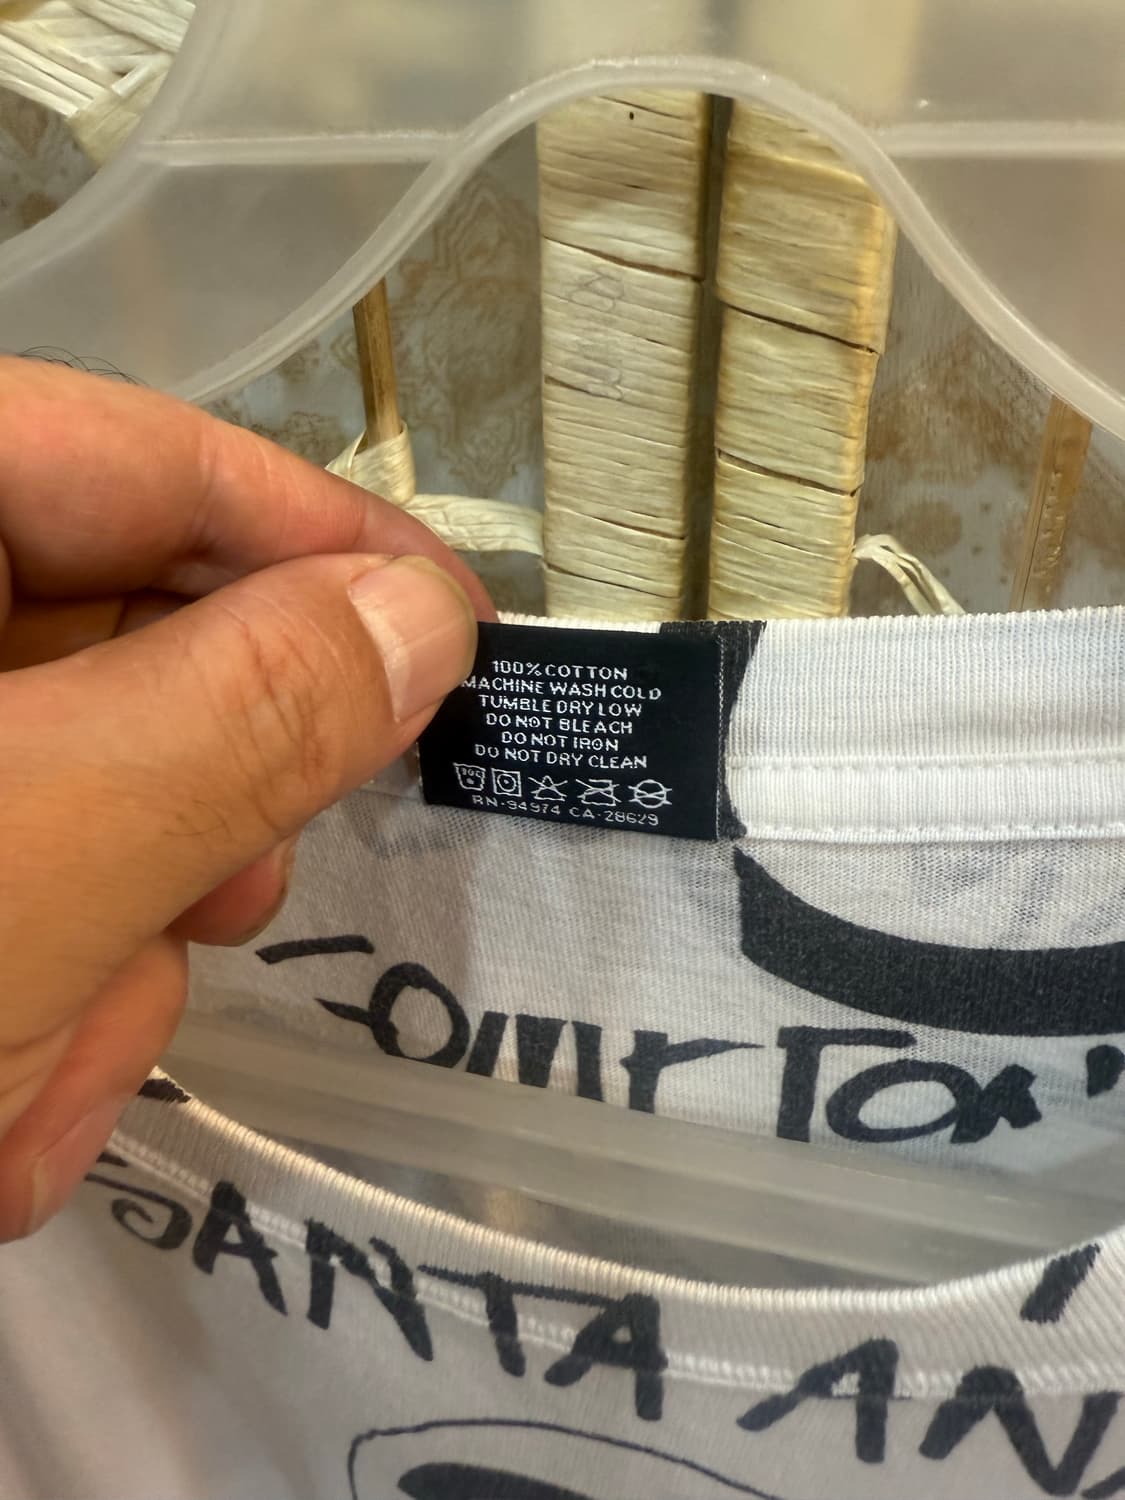 100% COTTON
MACHINE WASH COLD
TUMBLE DRY LOW
DO NOT BLEACH
DO NOT IRON
DO NOT DRY CLEAN
RN-94974 CA-28629
SANTA AN